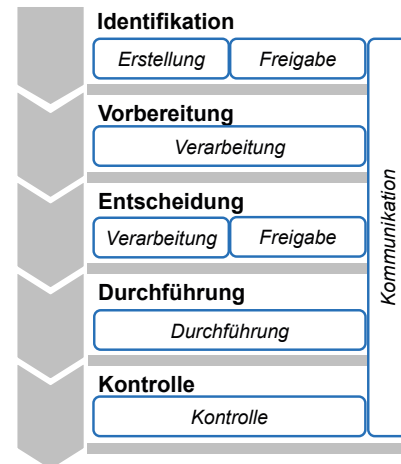 Identifikation
Erstellung Freigabe
Vorbereitung
Verarbeitung
Entscheidung
Verarbeitung Freigabe
Durchführung
Durchführung
Kontrolle
Kontrolle
Kommunikation